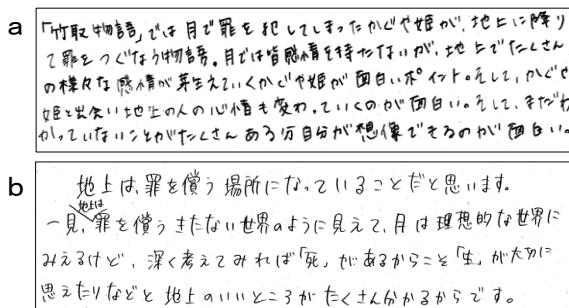 a
「竹取物語」では月で罪を犯してしまったかぐや姫が、地上に降り
て罪をつぐなう物語。月では皆感情を持たないが、地上でたくさん
の様々な感情が芽生えていくかぐや姫が面白いポイント。そして、かぐや
姫と出会い地上の人の心情も変わっていくのが面白い。そして、まだわ
かっていないことがたくさんある分自分が想像できるのが面白い。
b
地上は、罪を償う場所になっていることだと思います。
地上は
一見、罪を償うきたない世界のように見えて、月は理想的な世界に
みえるけど、深く考えてみれば「死」があるからこそ「生」が大切に
思えたりなどと地上のいいところがたくさん分かるからです。